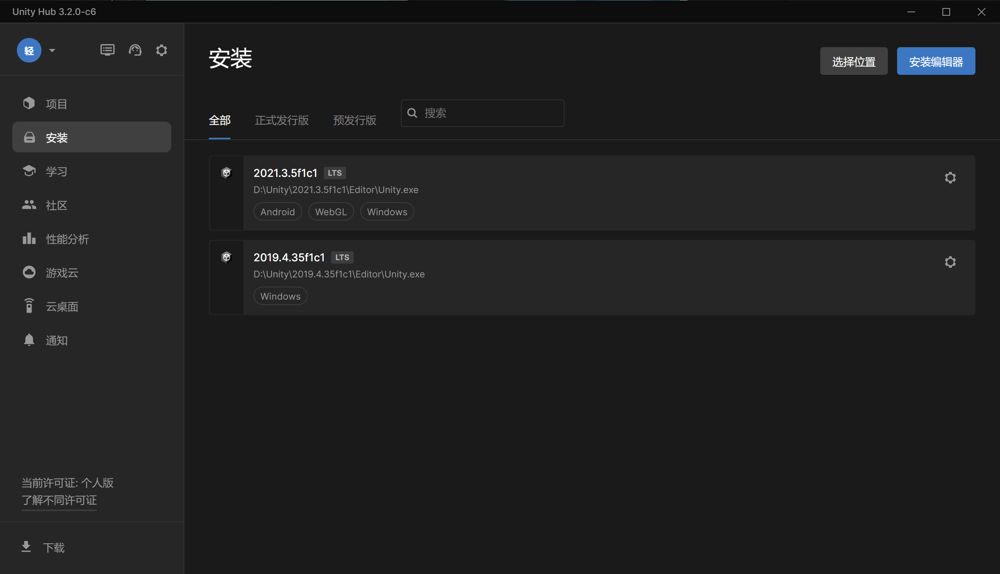 Unity Hub 3.2.0-c6
轻
项目
安装
学习
社区
性能分析
游戏云
云桌面
通知
当前许可证: 个人版
了解不同许可证
下载
安装
选择位置
安装编辑器
全部
正式发行版
预发行版
搜索
2021.3.5f1c1 LTS
D:\Unity\2021.3.5f1c1\Editor\Unity.exe
Android WebGL Windows
2019.4.35f1c1 LTS
D:\Unity\2019.4.35f1c1\Editor\Unity.exe
Windows